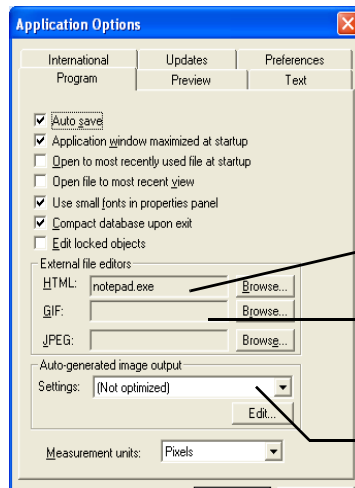 Application Options
International Updates Preferences
Program Preview Text
Auto save
Application window maximized at startup
Open to most recently used file at startup
Open file to most recent view
Use small fonts in properties panel
Compact database upon exit
Edit locked objects
External file editors
HTML: notepad.exe Browse...
GIF: Browse...
JPEG: Browse...
Auto-generated image output
Settings: (Not optimized)
Edit...
Measurement units: Pixels